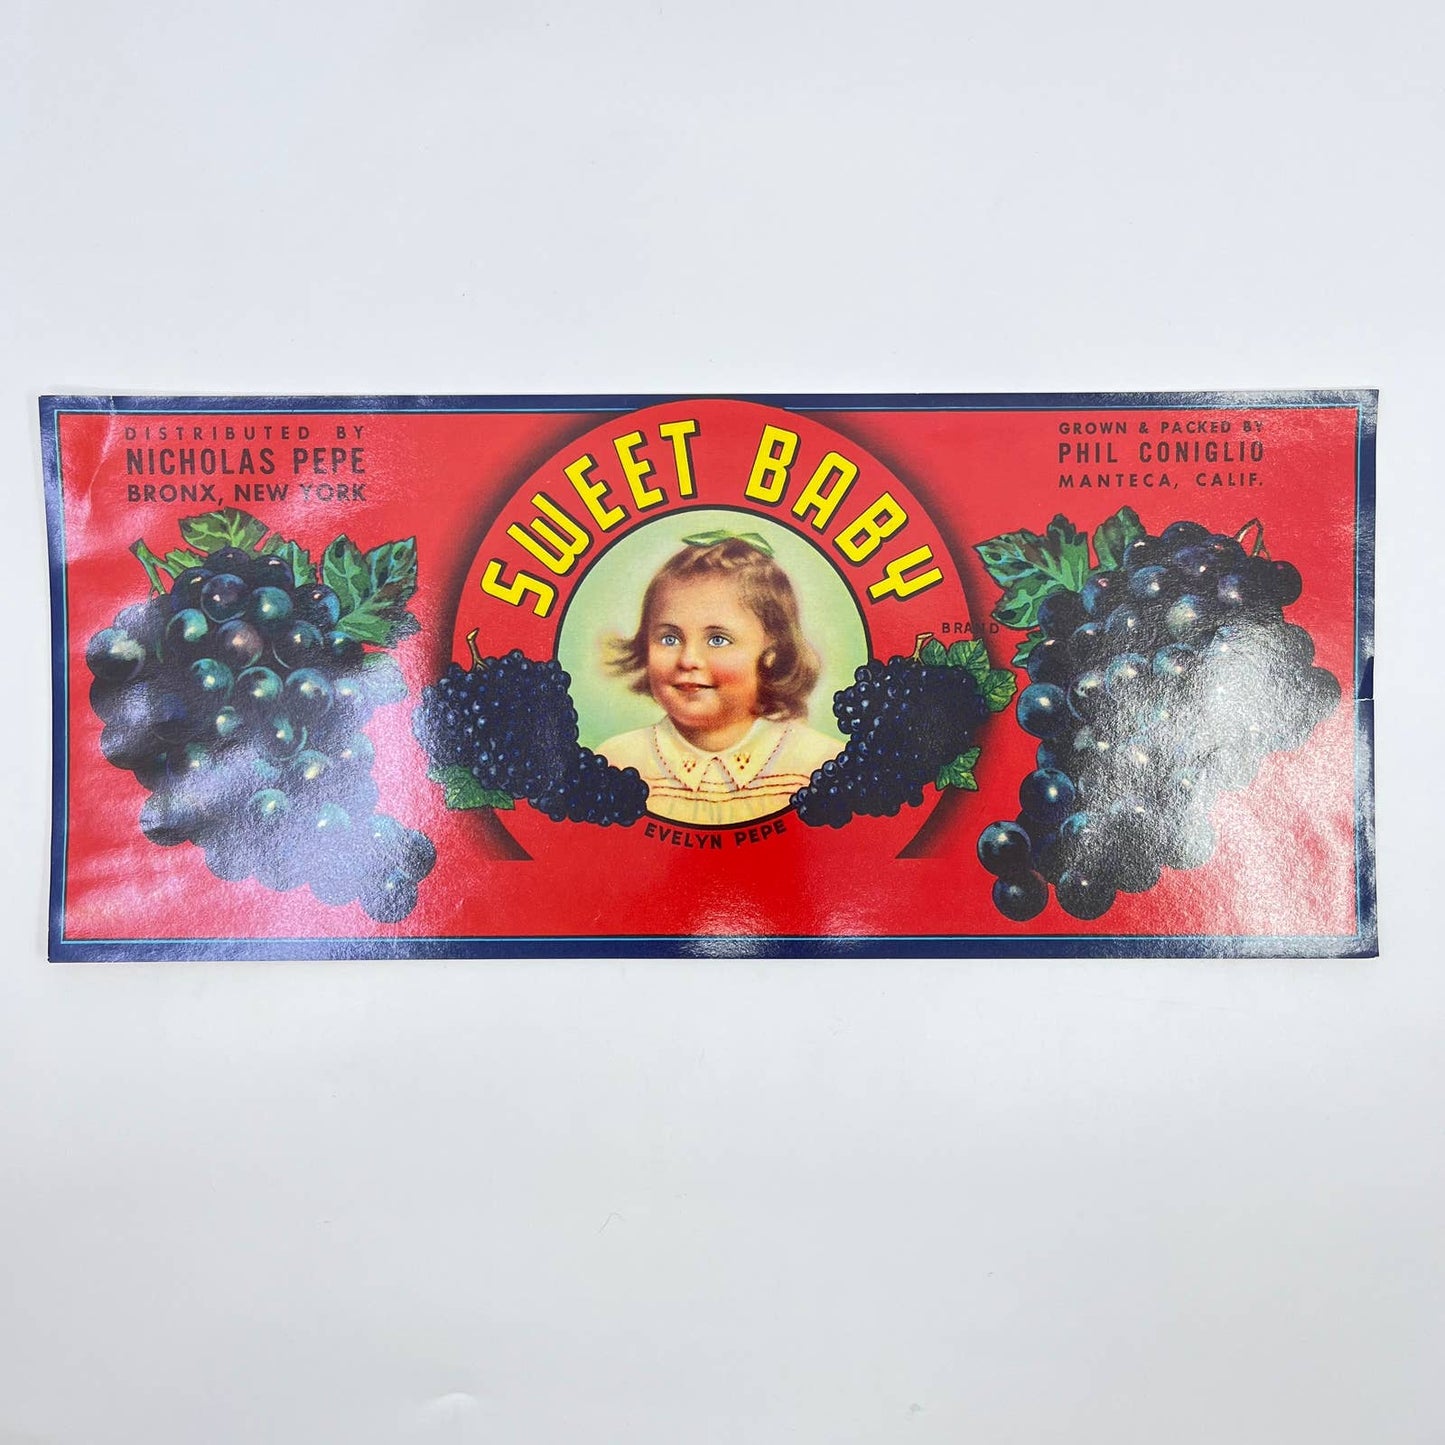 DISTRIBUTED BY
NICHOLAS PEPE
BRONX, NEW YORK
SWEET BABY
BRAND
EVELYN PEPE
GROWN & PACKED BY
PHIL CONIGLIO
MANTECA, CALIF.